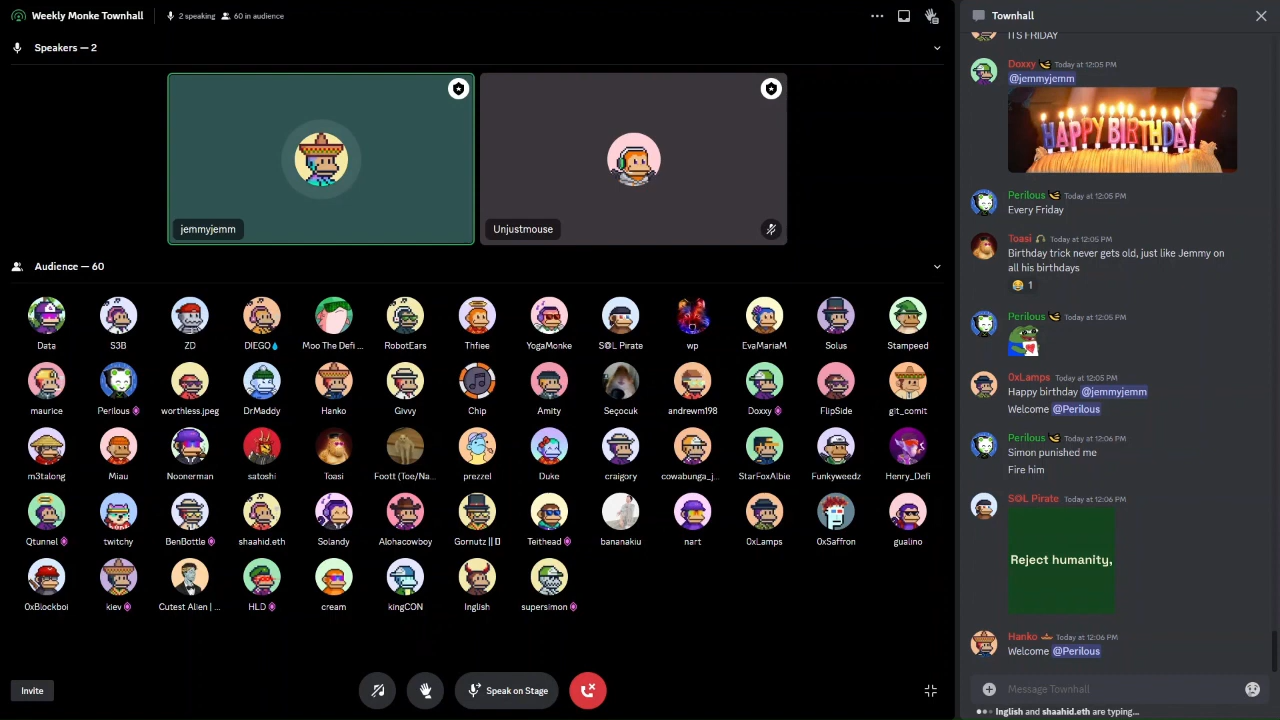 Weekly Monke Townhall
2 speaking
60 in audience
Speakers — 2
jemmyjemm
Unjustmouse
Audience — 60
Data
S3B
ZD
DIEGO💧
Moo The Defi ...
RobotEars
Thfiee
YogaMonke
S@L Pirate
wp
EvaMariaM
Solus
Stampeed
maurice
Perilous
worthless.jpeg
DrMaddy
Hanko
Givvy
Chip
Amity
Seçocuk
andrewm198
Doxxy
FlipSide
git_comit
m3talong
Miau
Noonerman
satoshi
Toasi
Foott (Toe/Na...
prezzel
Duke
craigory
cowabunga_j...
StarFoxAlbie
Funkyweedz
Henry_Defi
Qtunnel
twitchy
BenBottle
shaahid.eth
Solandy
Alohacowboy
Gornutz || []
Teithead
bananakiu
nart
0xLamps
0xSaffron
gualino
0xBlockboi
kiev
Cutest Alien | ...
HLD
cream
kingCON
Inglish
supersimon
Invite
Speak on Stage
Townhall
ITS FRIDAY
Doxxy Today at 12:05 PM
@jemmyjemm
HAPPY BIRTHDAY
Perilous Today at 12:05 PM
Every Friday
Toasi Today at 12:05 PM
Birthday trick never gets old, just like Jemmy on
all his birthdays
😂 1
Perilous Today at 12:05 PM
0xLamps Today at 12:05 PM
Happy birthday @jemmyjemm
Welcome @Perilous
Perilous Today at 12:06 PM
Simon punished me
Fire him
S@L Pirate Today at 12:06 PM
Reject humanity,
Hanko Today at 12:06 PM
Welcome @Perilous
Message Townhall
Inglish and shaahid.eth are typing...